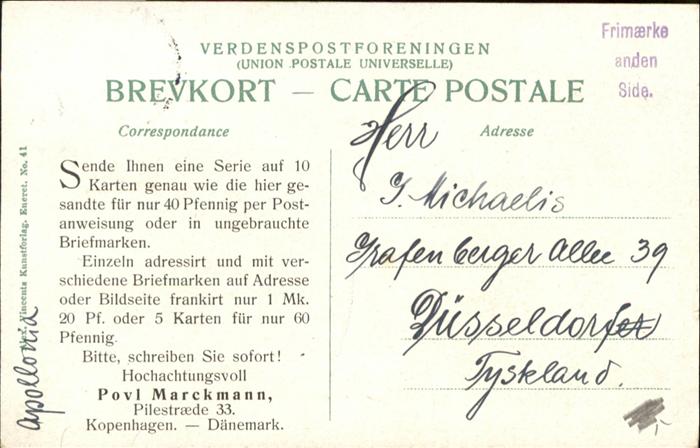 VERDENSPOSTFORENINGEN
(UNION POSTALE UNIVERSELLE)
BREVKORT — CARTE POSTALE
Frimærke
anden
Side.
Correspondance
Adresse
Sende Ihnen eine Serie auf 10
Karten genau wie die hier ge-
sandte für nur 40 Pfennig per Post-
anweisung oder in ungebrauchte
Briefmarken.
Einzeln adressirt und mit ver-
schiedene Briefmarken auf Adresse
oder Bildseite frankirt nur 1 Mk.
20 Pf. oder 5 Karten für nur 60
Pfennig.
Bitte, schreiben Sie sofort!
Hochachtungsvoll
Povl Marckmann,
Pilestræde 33.
Kopenhagen. — Dänemark.
Herr
J. Michaelis
Grafenberger Allee 39
Düsseldorf
Tyskland.
Vincents Kunstforlag. Eneret. No. 41
Apollonia